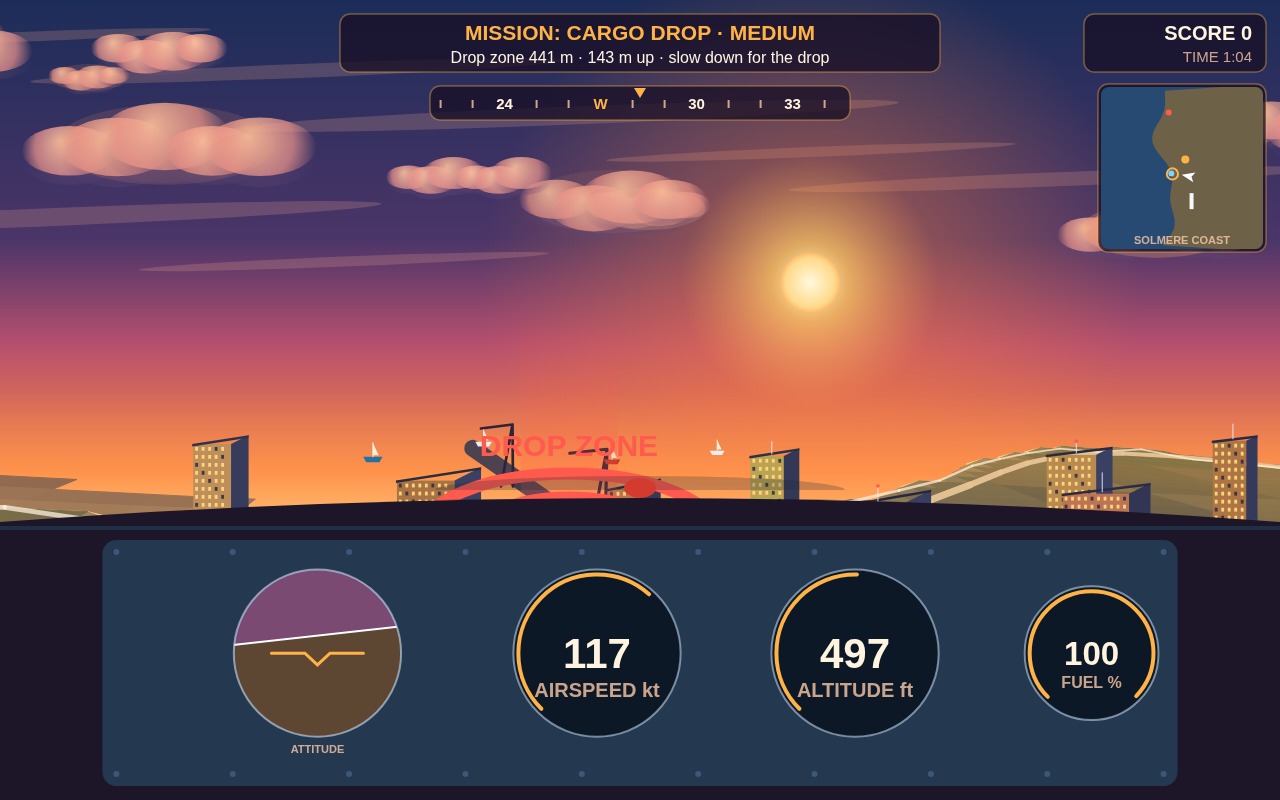 MISSION: CARGO DROP · MEDIUM
Drop zone 441 m · 143 m up · slow down for the drop
SCORE 0
TIME 1:04
24 W 30 33
SOLMERE COAST
DROP ZONE
117
AIRSPEED kt
497
ALTITUDE ft
100
FUEL %
ATTITUDE